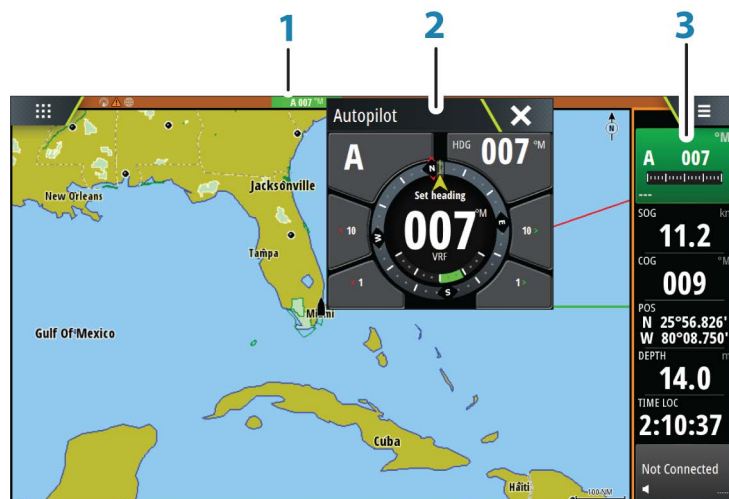 1
2
3
A 007 °M
Autopilot
A
HDG 007 °M
N
Set heading
007 °M
VRF
W
E
S
< 10
10 >
< 1
1 >
N
Jacksonville
New Orleans
Tampa
Miami
Gulf Of Mexico
Cuba
Haiti
100 NM
°M
A 007
---
SOG kn
11.2
COG °M
009
POS
N 25°56.826'
W 80°08.750'
DEPTH m
14.0
TIME LOC
2:10:37
Not Connected